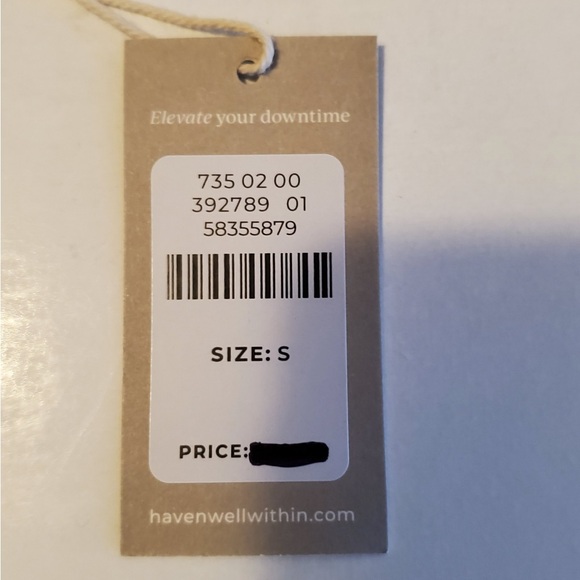 Elevate your downtime
735 02 00
392789 01
58355879
SIZE: S
PRICE:
havenwellwithin.com